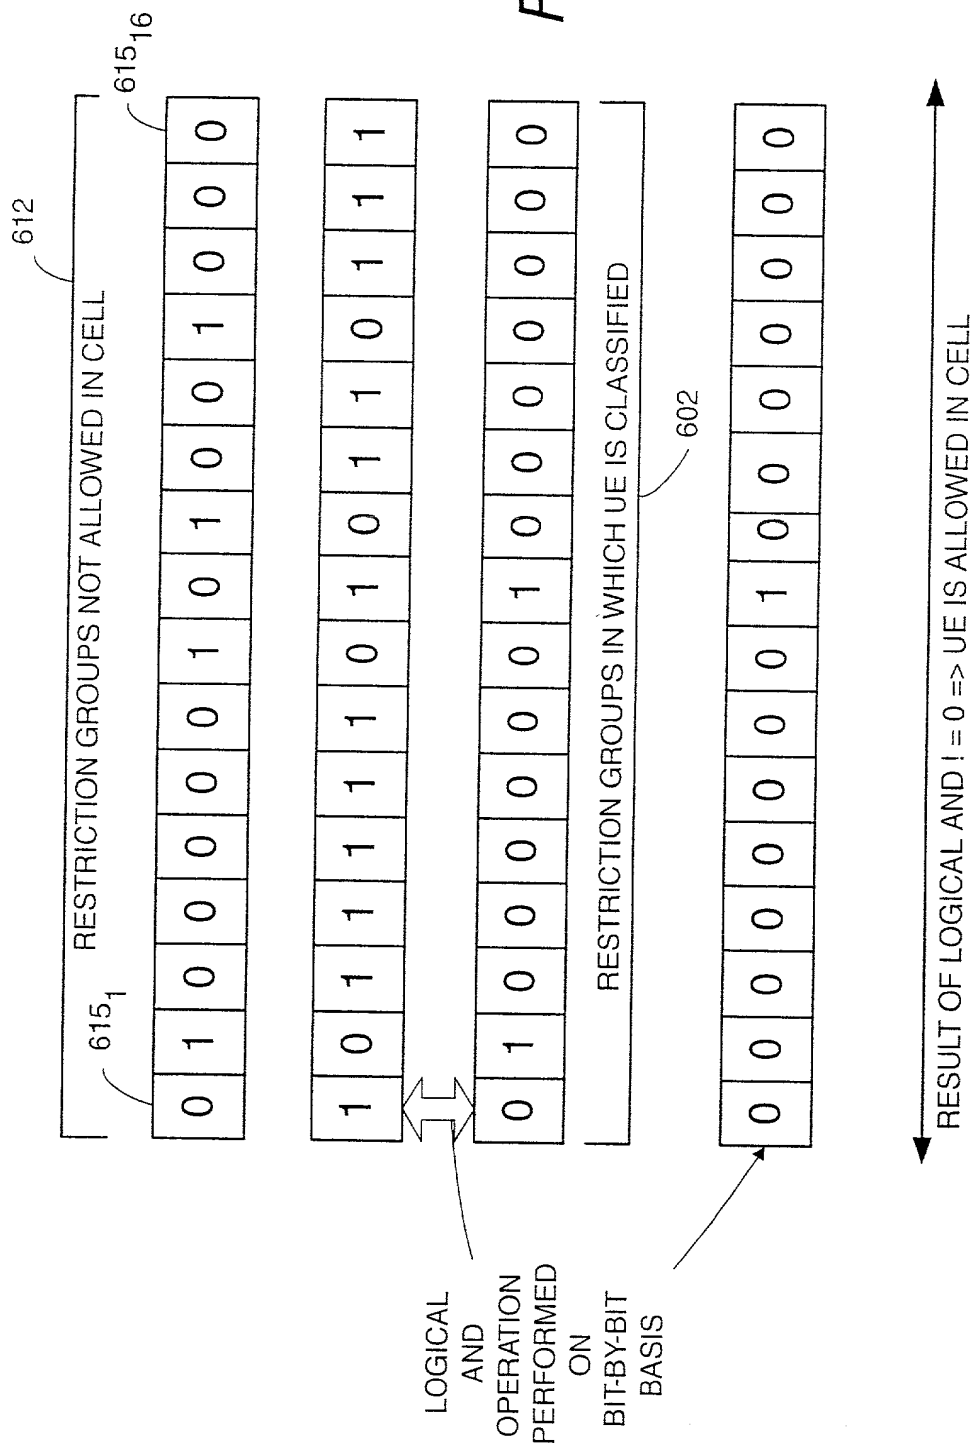 612
RESTRICTION GROUPS NOT ALLOWED IN CELL
615₁
615₁₆
0 1 0 0 0 0 0 1 0 1 0 0 1 0 0 0
1 0 1 1 1 1 1 0 1 0 1 1 0 1 1 1
LOGICAL
AND
OPERATION
PERFORMED
ON
BIT-BY-BIT
BASIS
0 1 0 0 0 0 0 0 1 0 0 0 0 0 0 0
RESTRICTION GROUPS IN WHICH UE IS CLASSIFIED
602
0 0 0 0 0 0 0 0 1 0 0 0 0 0 0 0
RESULT OF LOGICAL AND ! = 0 => UE IS ALLOWED IN CELL